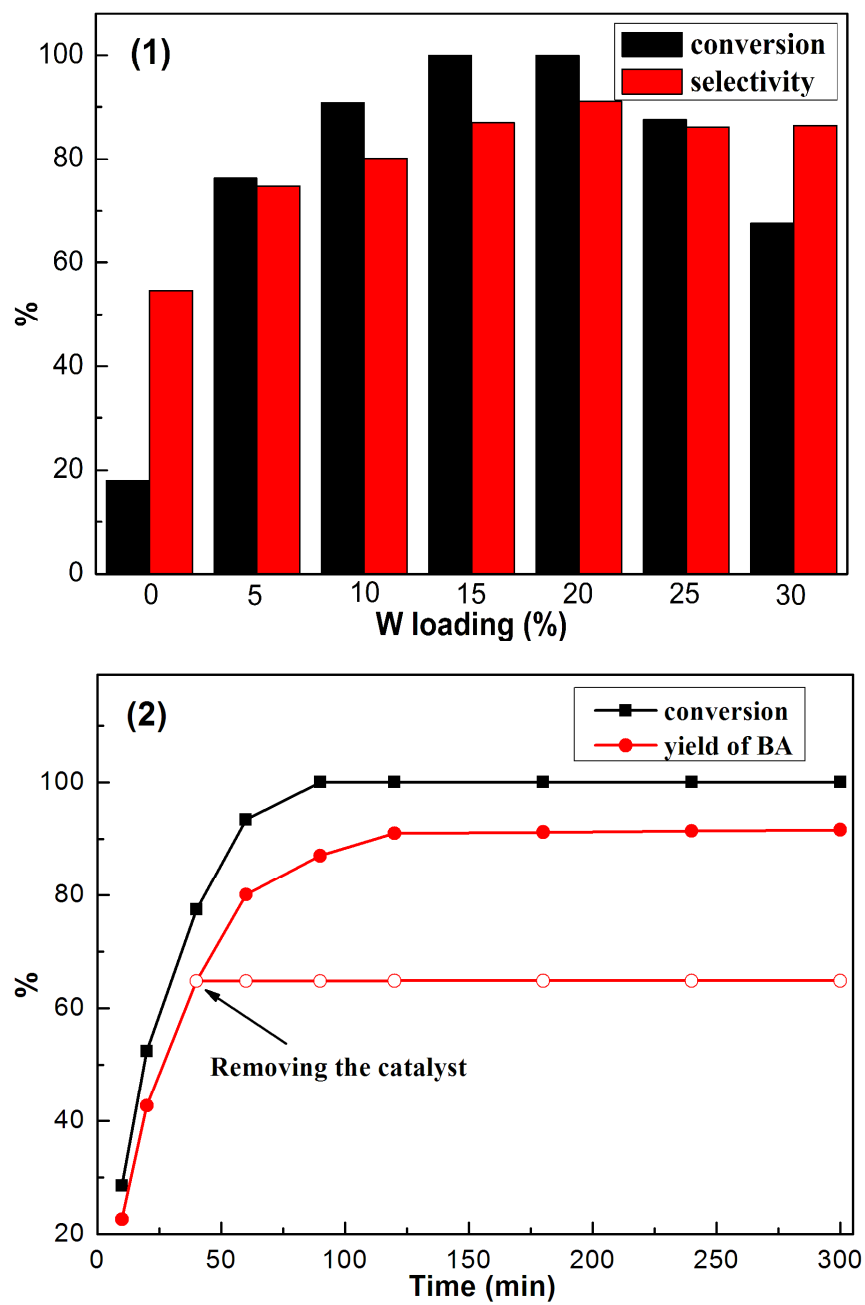 (1)
conversion
selectivity
100
80
60
40
20
0
%
0 5 10 15 20 25 30
W loading (%)
(2)
conversion
yield of BA
100
80
60
40
20
%
Removing the catalyst
0 50 100 150 200 250 300
Time (min)